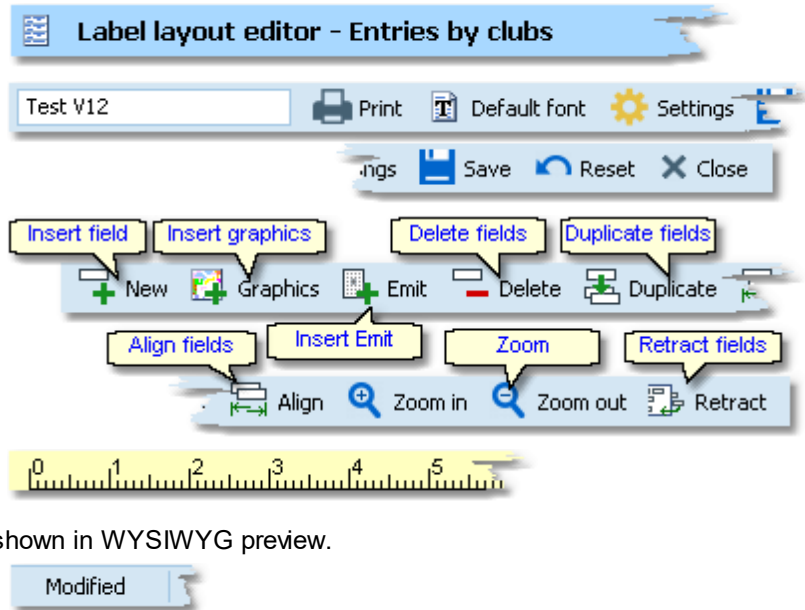 Label layout editor - Entries by clubs
Test V12 Print Default font Settings
ngs Save Reset Close
Insert field Insert graphics Delete fields Duplicate fields
New Graphics Emit Delete Duplicate
Align fields Insert Emit Zoom Retract fields
Align Zoom in Zoom out Retract
0 1 2 3 4 5
shown in WYSIWYG preview.
Modified